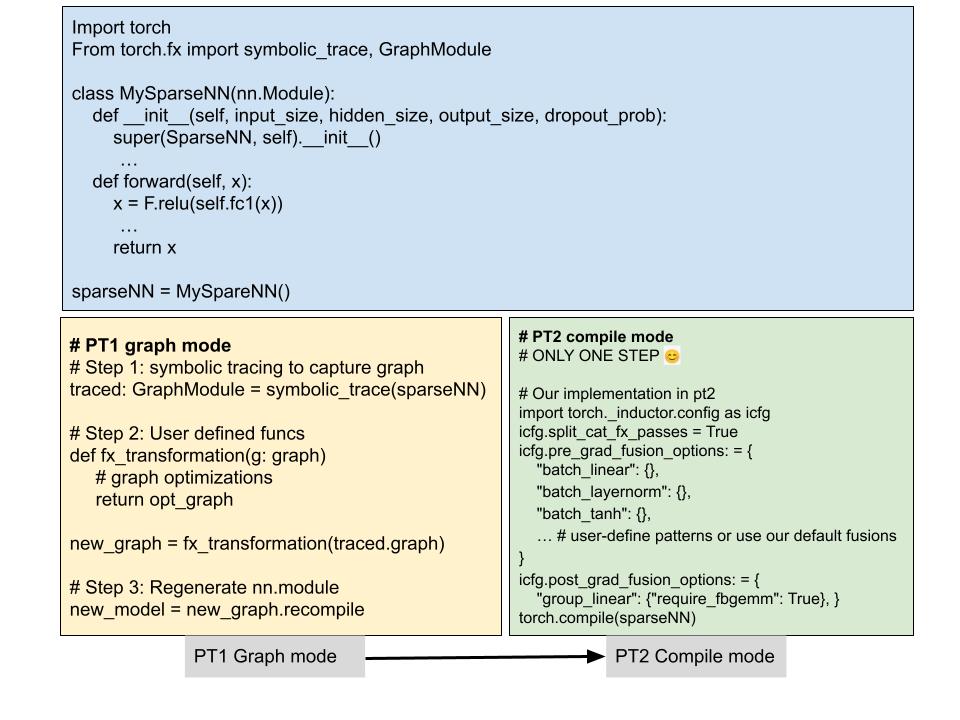 Import torch
From torch.fx import symbolic_trace, GraphModule
class MySparseNN(nn.Module):
def __init__(self, input_size, hidden_size, output_size, dropout_prob):
super(SparseNN, self).__init__()
…
def forward(self, x):
x = F.relu(self.fc1(x))
…
return x
sparseNN = MySpareNN()
# PT1 graph mode
# Step 1: symbolic tracing to capture graph
traced: GraphModule = symbolic_trace(sparseNN)
# Step 2: User defined funcs
def fx_transformation(g: graph)
# graph optimizations
return opt_graph
new_graph = fx_transformation(traced.graph)
# Step 3: Regenerate nn.module
new_model = new_graph.recompile
# PT2 compile mode
# ONLY ONE STEP 😊
# Our implementation in pt2
import torch._inductor.config as icfg
icfg.split_cat_fx_passes = True
icfg.pre_grad_fusion_options: = {
"batch_linear": {},
"batch_layernorm": {},
"batch_tanh": {},
… # user-define patterns or use our default fusions
}
icfg.post_grad_fusion_options: = {
"group_linear": {"require_fbgemm": True}, }
torch.compile(sparseNN)
PT1 Graph mode
PT2 Compile mode